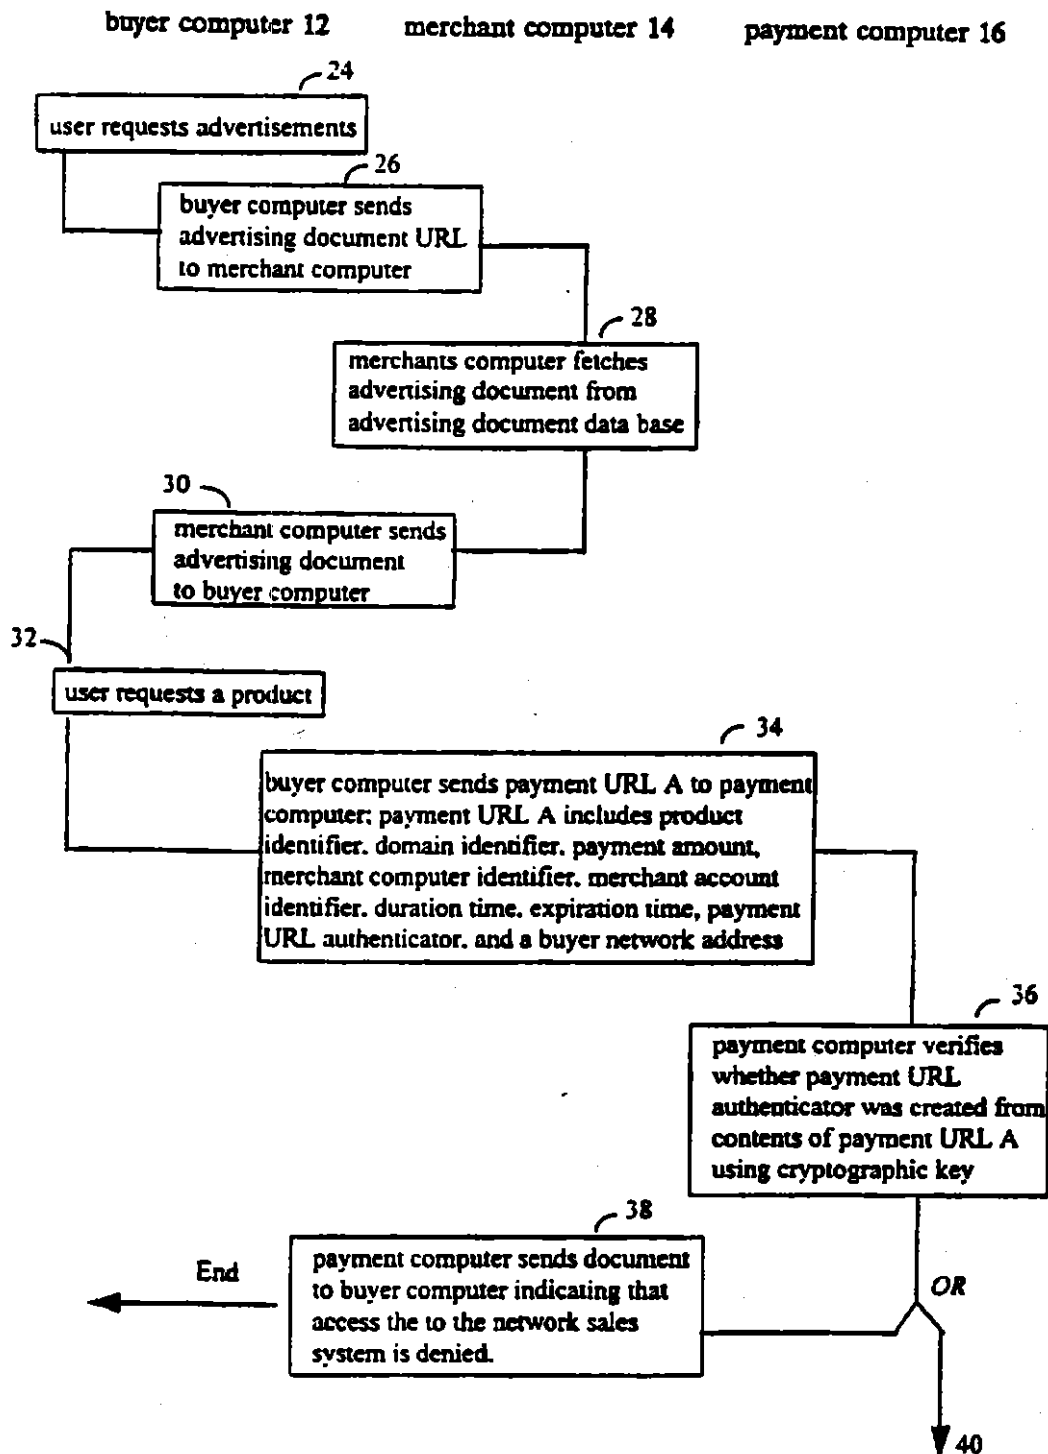 buyer computer 12 merchant computer 14 payment computer 16
24
user requests advertisements
26
buyer computer sends
advertising document URL
to merchant computer
28
merchants computer fetches
advertising document from
advertising document data base
30
merchant computer sends
advertising document
to buyer computer
32
user requests a product
34
buyer computer sends payment URL A to payment
computer; payment URL A includes product
identifier, domain identifier, payment amount,
merchant computer identifier, merchant account
identifier, duration time, expiration time, payment
URL authenticator, and a buyer network address
36
payment computer verifies
whether payment URL
authenticator was created from
contents of payment URL A
using cryptographic key
38
payment computer sends document
to buyer computer indicating that
access the to the network sales
system is denied.
End
OR
40